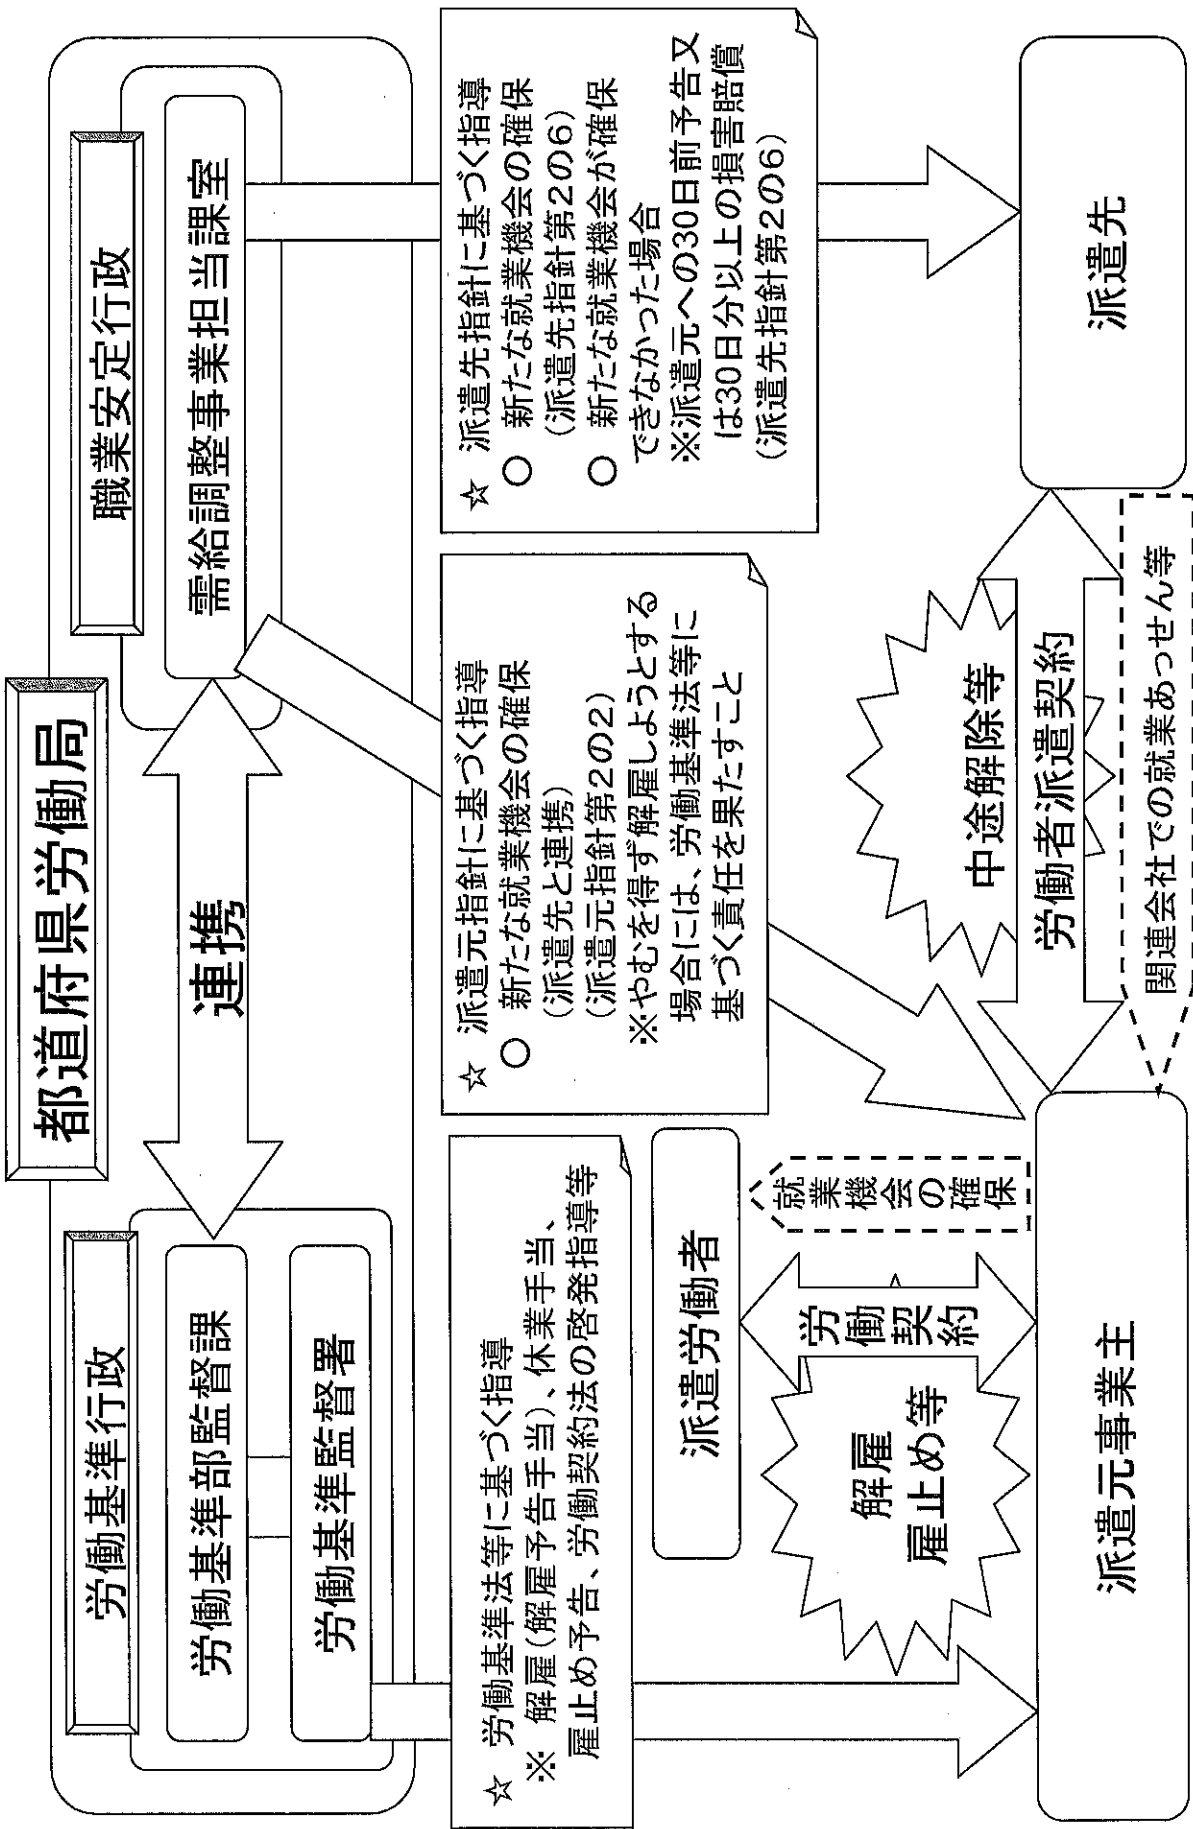 都道府県労働局
労働基準行政
労働基準部監督課
労働基準監督署
連携
職業安定行政
需給調整事業担当課室
☆ 労働基準法等に基づく指導
※ 解雇(解雇予告手当)、休業手当、
雇止め予告、労働契約法の啓発指導等
☆ 派遣元指針に基づく指導
○ 新たな就業機会の確保
(派遣先と連携)
(派遣元指針第2の2)
※やむを得ず解雇しようとする
場合には、労働基準法等に
基づく責任を果たすこと
☆ 派遣先指針に基づく指導
○ 新たな就業機会の確保
(派遣先指針第2の6)
○ 新たな就業機会が確保
できなかった場合
※派遣元への30日前予告又
は30日分以上の損害賠償
(派遣先指針第2の6)
派遣労働者
解雇
雇止め等
労働
契約
就業機会の確保
中途解除等
労働者派遣契約
関連会社での就業あっせん等
派遣元事業主
派遣先